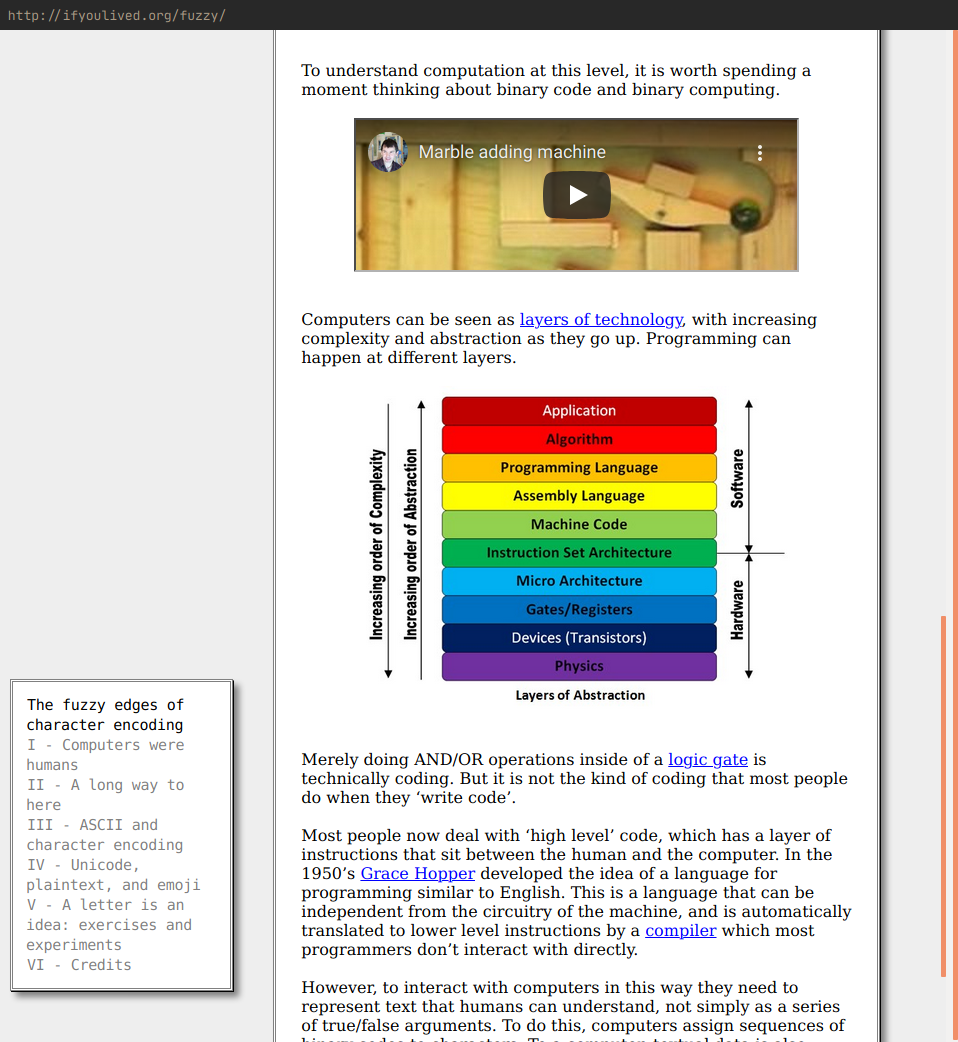 http://ifyoulived.org/fuzzy/
To understand computation at this level, it is worth spending a
moment thinking about binary code and binary computing.
Marble adding machine
Computers can be seen as layers of technology, with increasing
complexity and abstraction as they go up. Programming can
happen at different layers.
Increasing order of Complexity
Increasing order of Abstraction
Application
Algorithm
Programming Language
Assembly Language
Machine Code
Instruction Set Architecture
Micro Architecture
Gates/Registers
Devices (Transistors)
Physics
Software
Hardware
Layers of Abstraction
The fuzzy edges of
character encoding
I - Computers were
humans
II - A long way to
here
III - ASCII and
character encoding
IV - Unicode,
plaintext, and emoji
V - A letter is an
idea: exercises and
experiments
VI - Credits
Merely doing AND/OR operations inside of a logic gate is
technically coding. But it is not the kind of coding that most people
do when they ‘write code’.
Most people now deal with ‘high level’ code, which has a layer of
instructions that sit between the human and the computer. In the
1950’s Grace Hopper developed the idea of a language for
programming similar to English. This is a language that can be
independent from the circuitry of the machine, and is automatically
translated to lower level instructions by a compiler which most
programmers don’t interact with directly.
However, to interact with computers in this way they need to
represent text that humans can understand, not simply as a series
of true/false arguments. To do this, computers assign sequences of